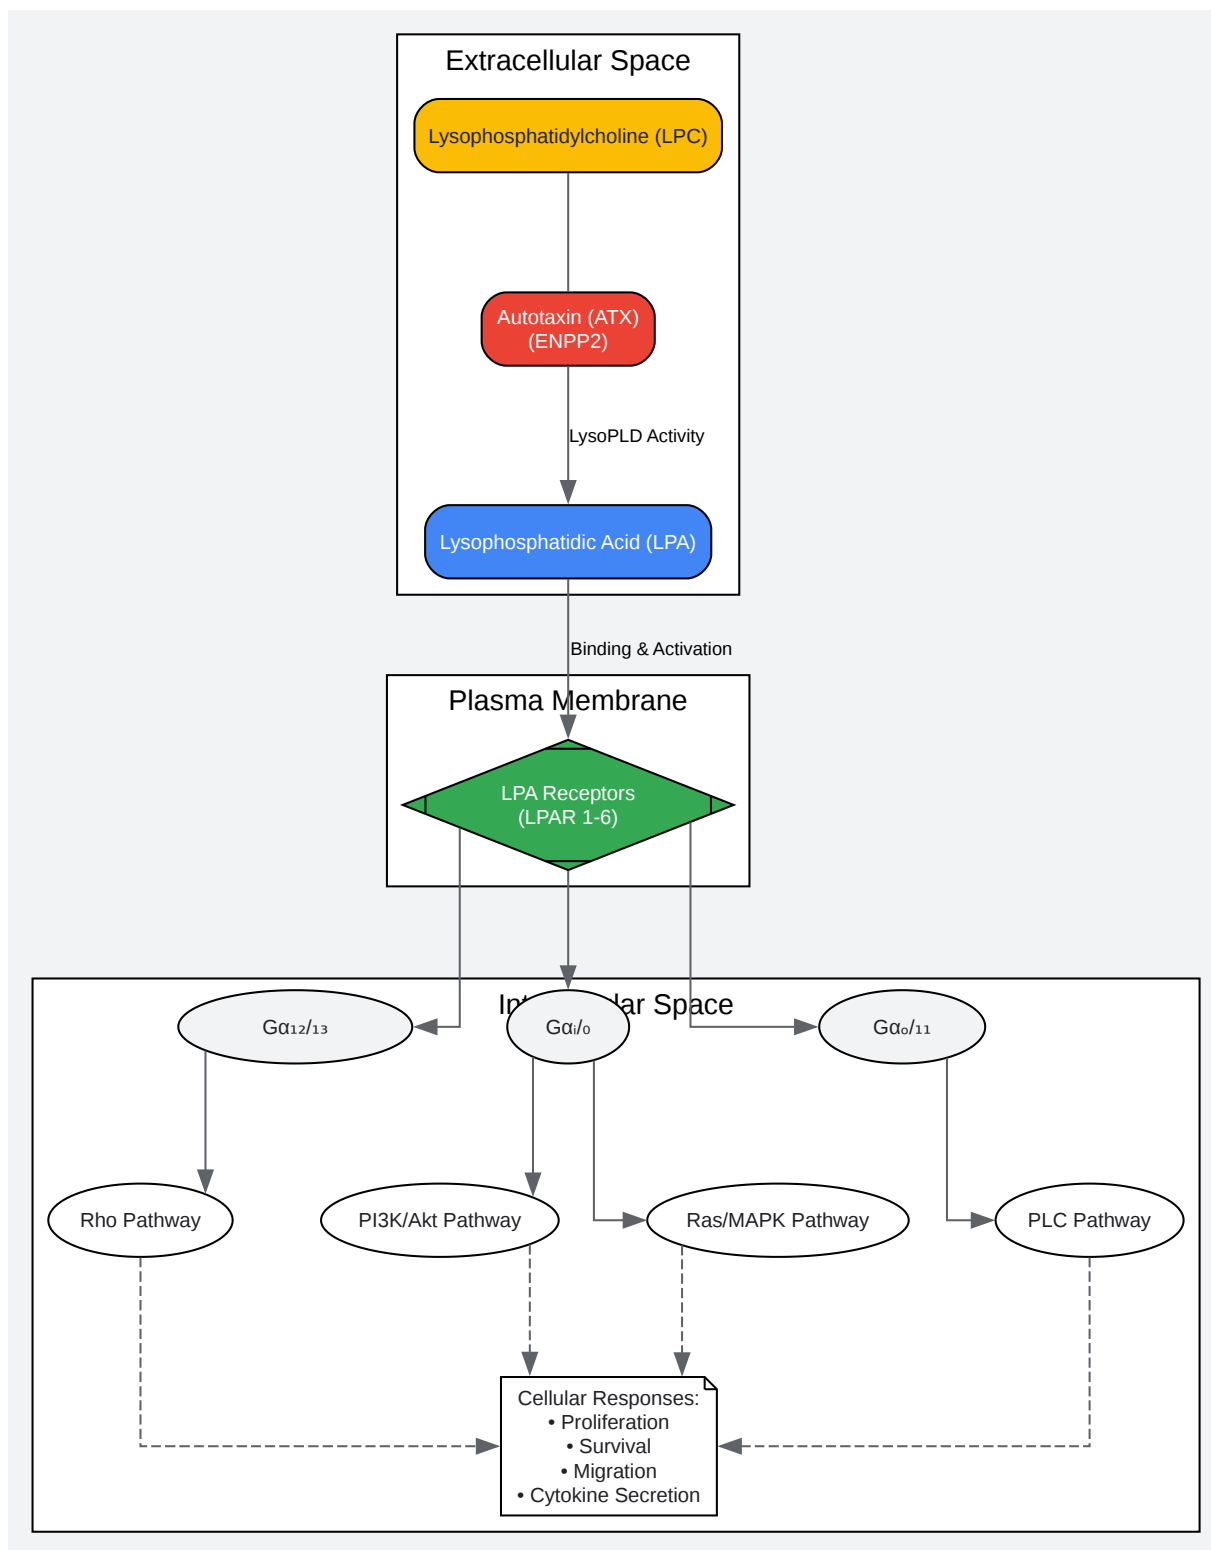 Extracellular Space
Lysophosphatidylcholine (LPC)
Autotaxin (ATX)
(ENPP2)
LysoPLD Activity
Lysophosphatidic Acid (LPA)
Binding & Activation
Plasma Membrane
LPA Receptors
(LPAR 1-6)
Space
Gα₁₂/₁₃
Gαᵢ/₀
Gαₒ/₁₁
Rho Pathway
PI3K/Akt Pathway
Ras/MAPK Pathway
PLC Pathway
Cellular Responses:
• Proliferation
• Survival
• Migration
• Cytokine Secretion